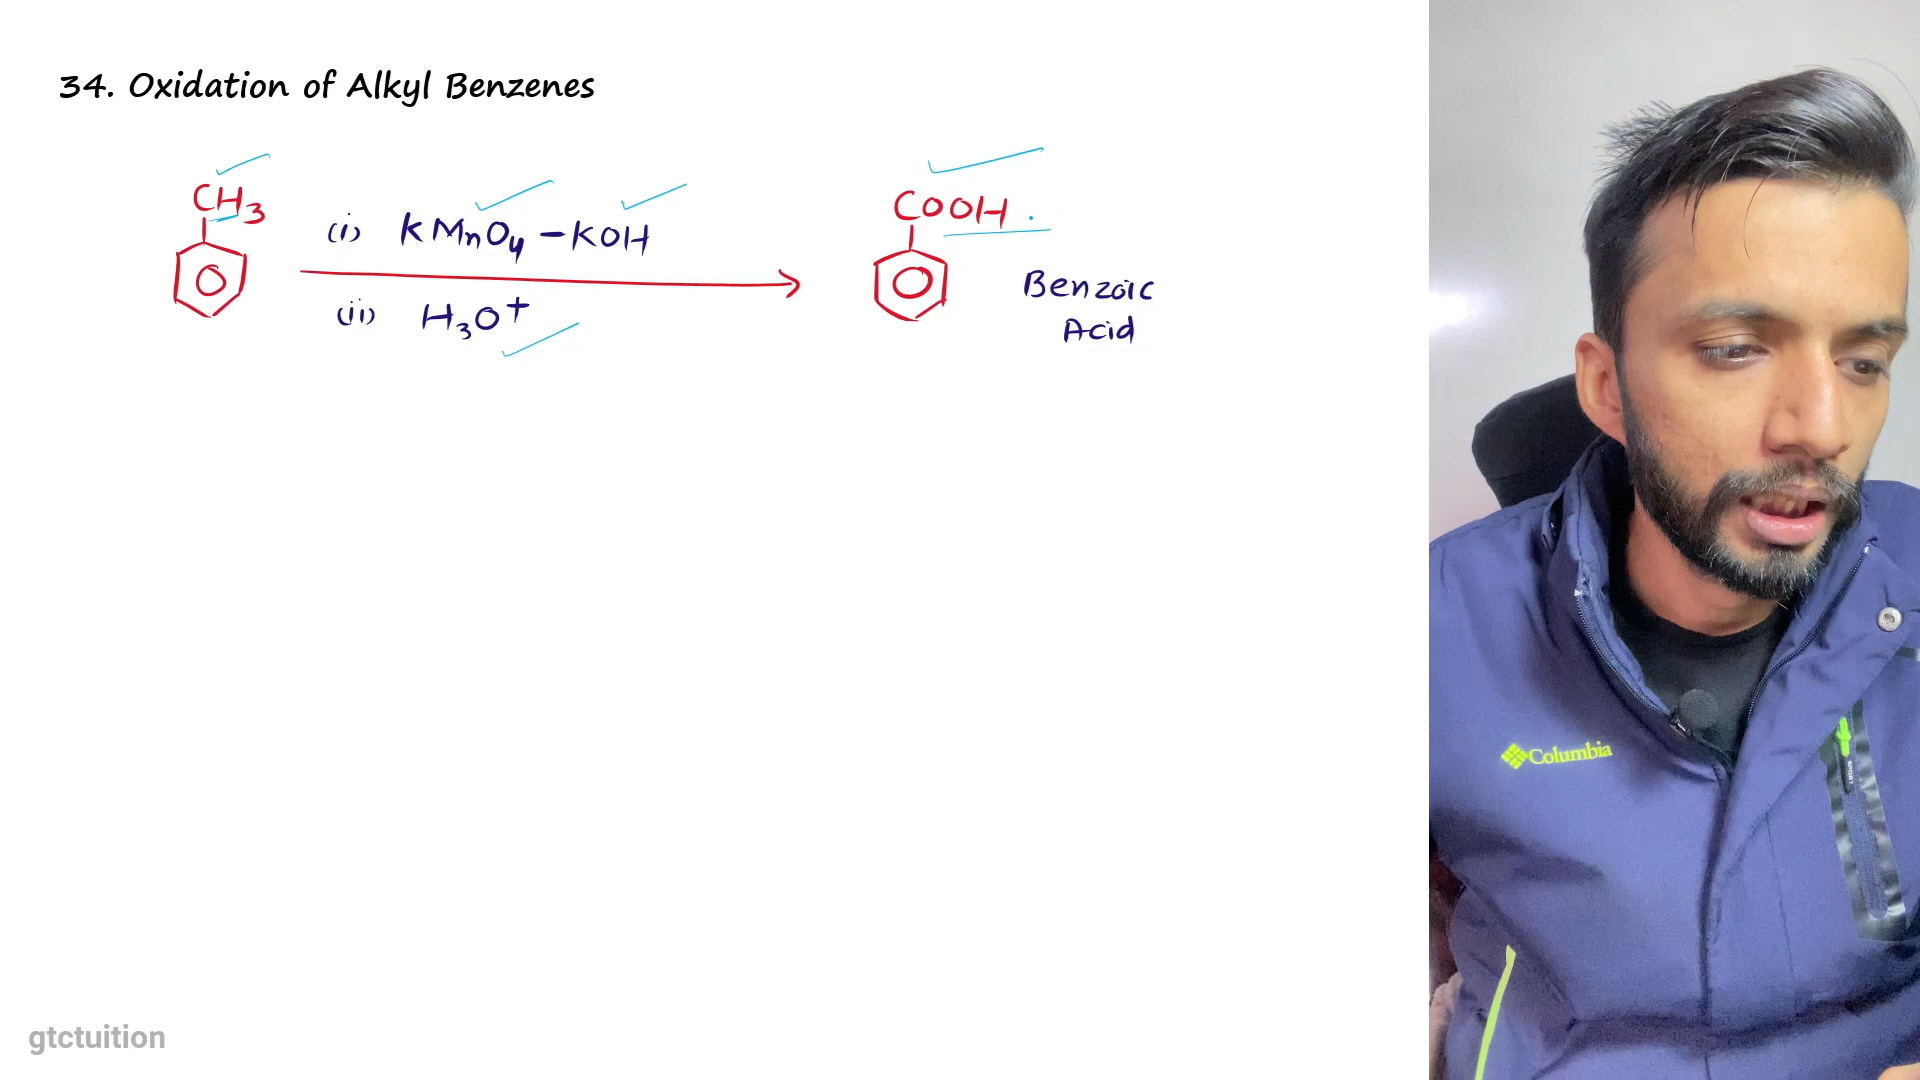 34. Oxidation of Alkyl Benzenes
CH3
(i) KMnO4 - KOH
(ii) H3O+
COOH
Benzoic
Acid
Columbia
gtctuition